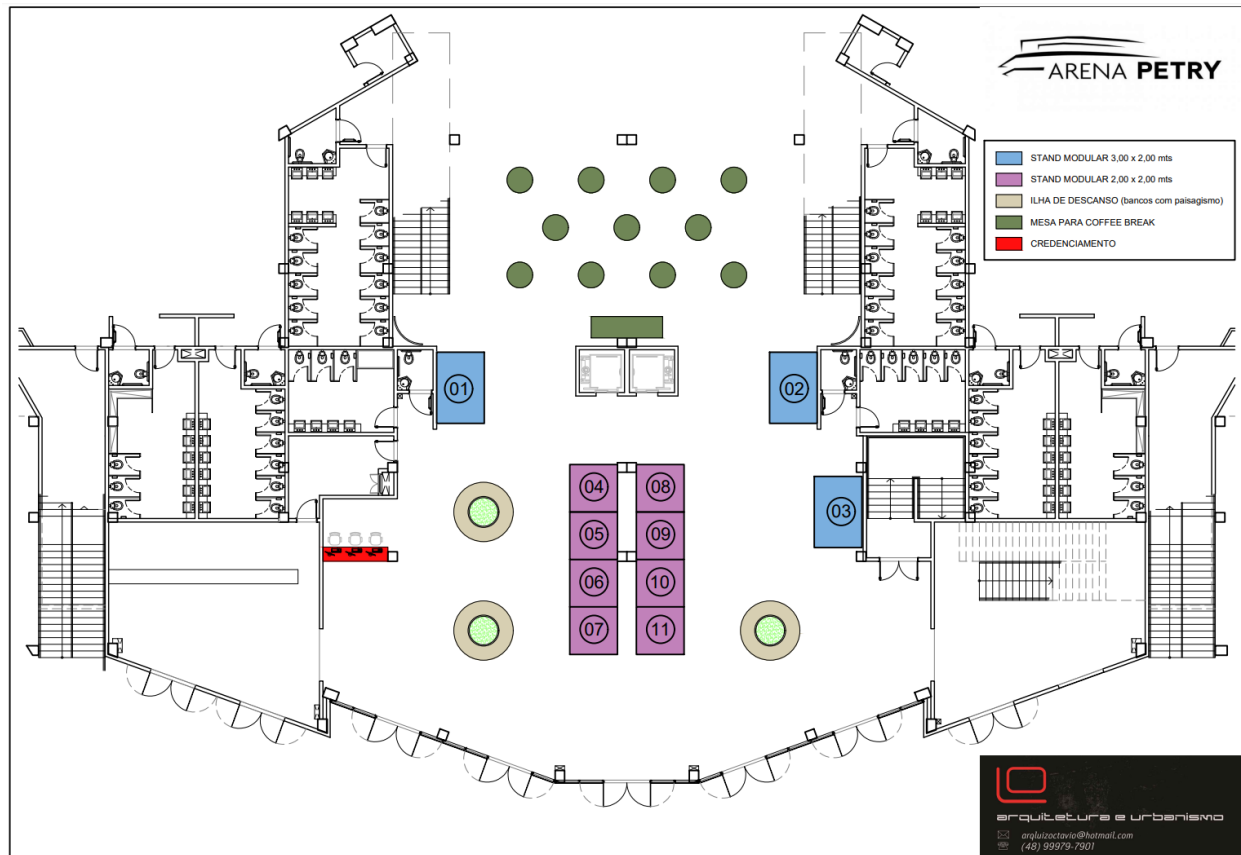 ARENA PETRY
STAND MODULAR 3,00 x 2,00 mts
STAND MODULAR 2,00 x 2,00 mts
ILHA DE DESCANSO (bancos com paisagismo)
MESA PARA COFFEE BREAK
CREDENCIAMENTO
01
02
03
04
08
05
09
06
10
07
11
arquitetura e urbanismo
arqluizoctavio@hotmail.com
(48) 99979-7901